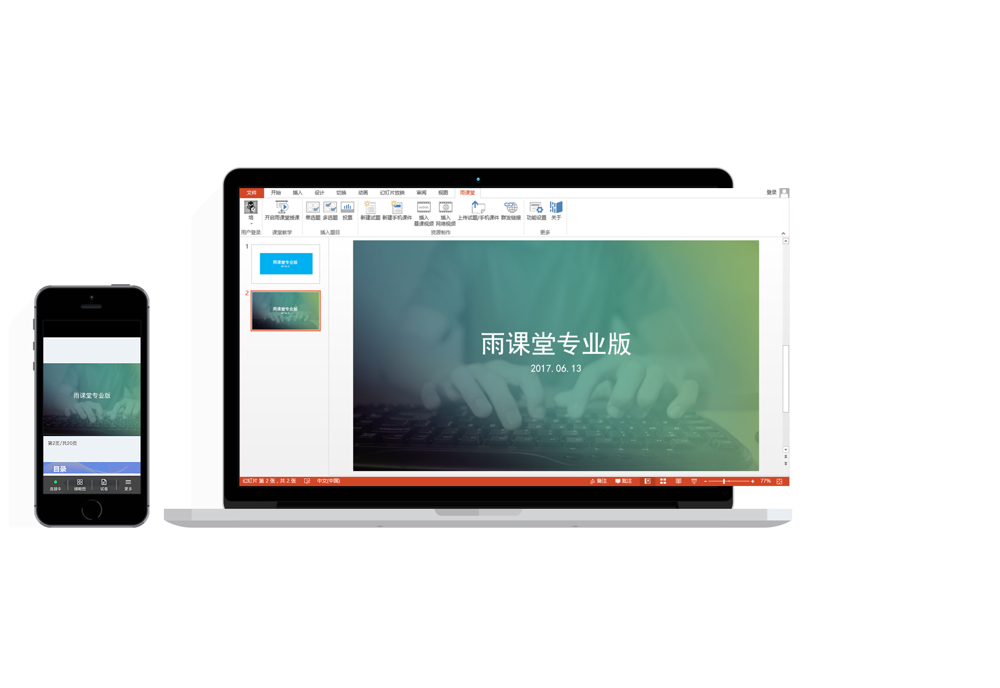 文件 开始 插入 设计 切换 动画 幻灯片放映 审阅 视图 雨课堂 登录
培 开启雨课堂授课 单选题 多选题 投票 新建试题 新建手机课件 插入 慕课视频 插入 网络视频 上传试题/手机课件 群发链接 功能设置 关于
用户登录 课堂教学 插入题目 资源制作 更多
1
雨课堂专业版
2
雨课堂专业版
雨课堂专业版
2017.06.13
幻灯片 第 2 张，共 2 张 中文(中国) 备注 批注 77%
雨课堂专业版
第2页/共20页
目录
连接中 缩略图 试卷 更多